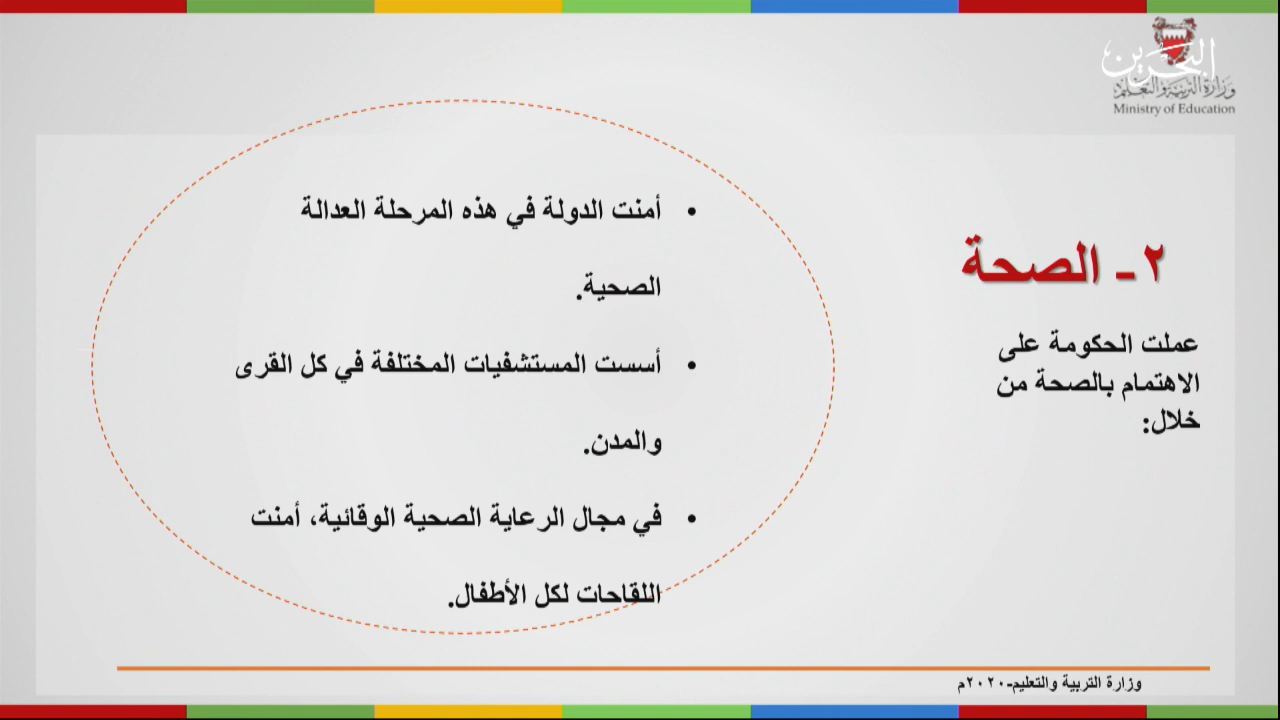 البحرين
وزارة التربية والتعليم
Ministry of Education
٢ - الصحة
عملت الحكومة على
الاهتمام بالصحة من
خلال:
• أمنت الدولة في هذه المرحلة العدالة
الصحية.
• أسست المستشفيات المختلفة في كل القرى
والمدن.
• في مجال الرعاية الصحية الوقائية، أمنت
اللقاحات لكل الأطفال.
وزارة التربية والتعليم-٢٠٢٠م